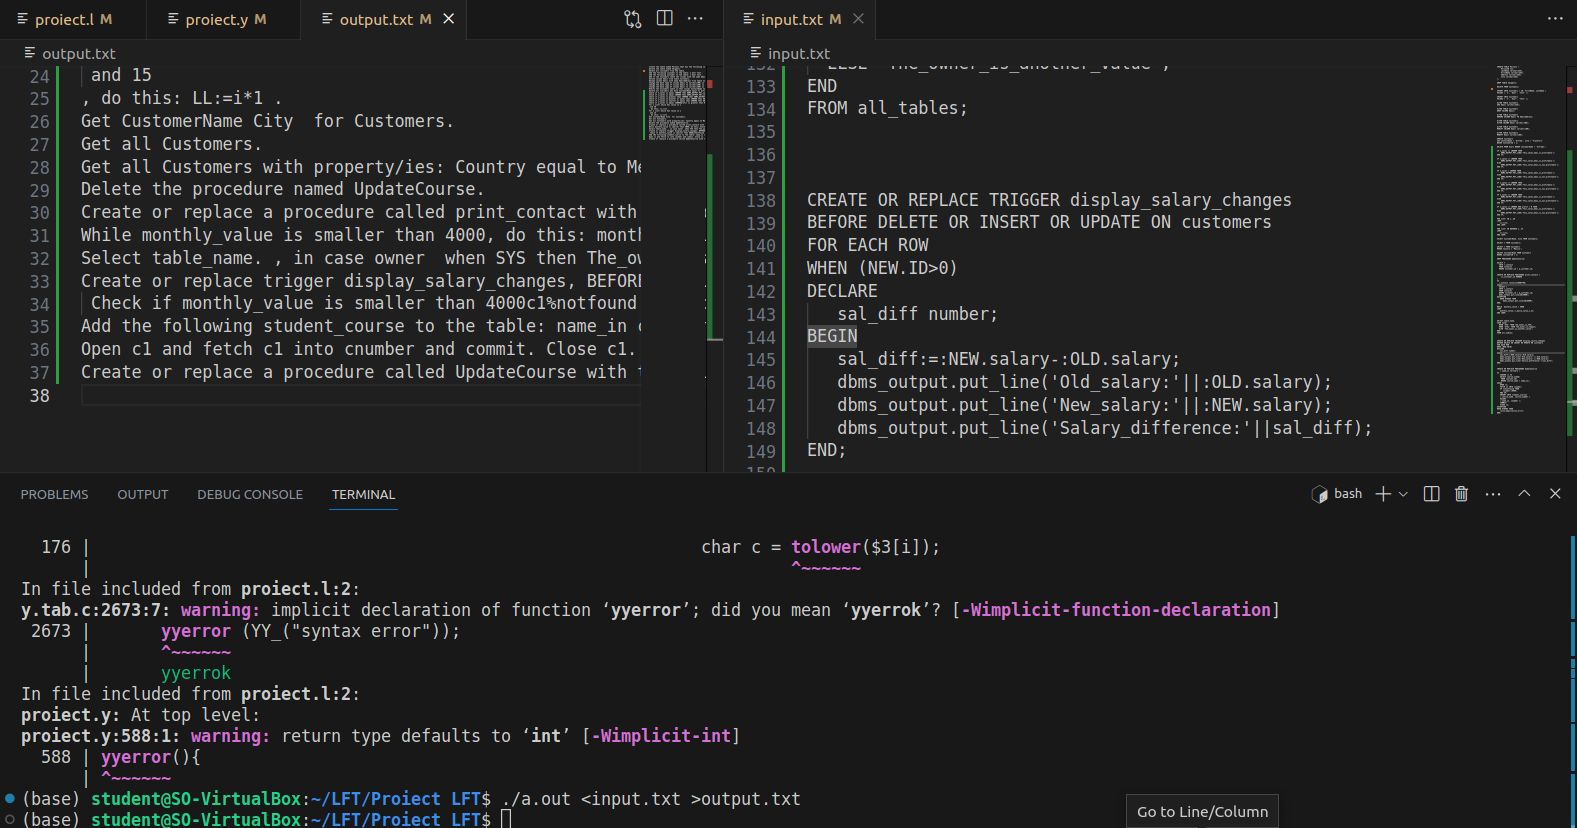 proiect.l M
proiect.y M
output.txt M
output.txt
24 and 15
25 , do this: LL:=i*1 .
26 Get CustomerName City  for Customers.
27 Get all Customers.
28 Get all Customers with property/ies: Country equal to Me
29 Delete the procedure named UpdateCourse.
30 Create or replace a procedure called print_contact with
31 While monthly_value is smaller than 4000, do this: mont
32 Select table_name. , in case owner  when SYS then The_ow
33 Create or replace trigger display_salary_changes, BEFORE
34 Check if monthly_value is smaller than 4000c1%notfound
35 Add the following student_course to the table: name_in c
36 Open c1 and fetch c1 into cnumber and commit. Close c1.
37 Create or replace a procedure called UpdateCourse with
38
input.txt M
input.txt
132 ELSE 'The_owner_is_another_value';
133 END
134 FROM all_tables;
135
136
137
138 CREATE OR REPLACE TRIGGER display_salary_changes
139 BEFORE DELETE OR INSERT OR UPDATE ON customers
140 FOR EACH ROW
141 WHEN (NEW.ID>0)
142 DECLARE
143 sal_diff number;
144 BEGIN
145 sal_diff:=:NEW.salary-:OLD.salary;
146 dbms_output.put_line('Old_salary:'||:OLD.salary);
147 dbms_output.put_line('New_salary:'||:NEW.salary);
148 dbms_output.put_line('Salary_difference:'||sal_diff);
149 END;
150
PROBLEMS OUTPUT DEBUG CONSOLE TERMINAL
bash
176 | char c = tolower($3[i]);
| ^~~~~~~
In file included from proiect.l:2:
y.tab.c:2673:7: warning: implicit declaration of function ‘yyerror’; did you mean ‘yyerrok’? [-Wimplicit-function-declaration]
2673 | yyerror (YY_("syntax error"));
| ^~~~~~~
| yyerrok
In file included from proiect.l:2:
proiect.y: At top level:
proiect.y:588:1: warning: return type defaults to ‘int’ [-Wimplicit-int]
588 | yyerror(){
| ^~~~~~~
(base) student@SO-VirtualBox:~/LFT/Proiect LFT$ ./a.out <input.txt >output.txt
(base) student@SO-VirtualBox:~/LFT/Proiect LFT$
Go to Line/Column